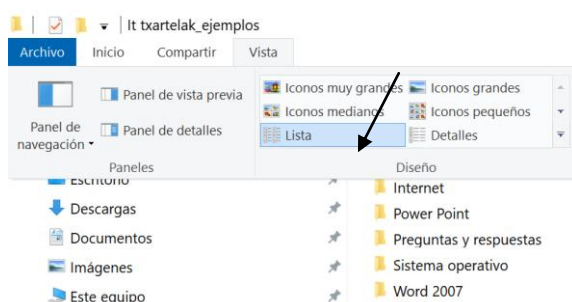 lt txartelak_ejemplos
Archivo Inicio Compartir Vista
Panel de navegación
Panel de vista previa
Panel de detalles
Paneles
Iconos muy grandes Iconos grandes
Iconos medianos Iconos pequeños
Lista Detalles
Diseño
Escritorio
Descargas
Documentos
Imágenes
Este equipo
Internet
Power Point
Preguntas y respuestas
Sistema operativo
Word 2007